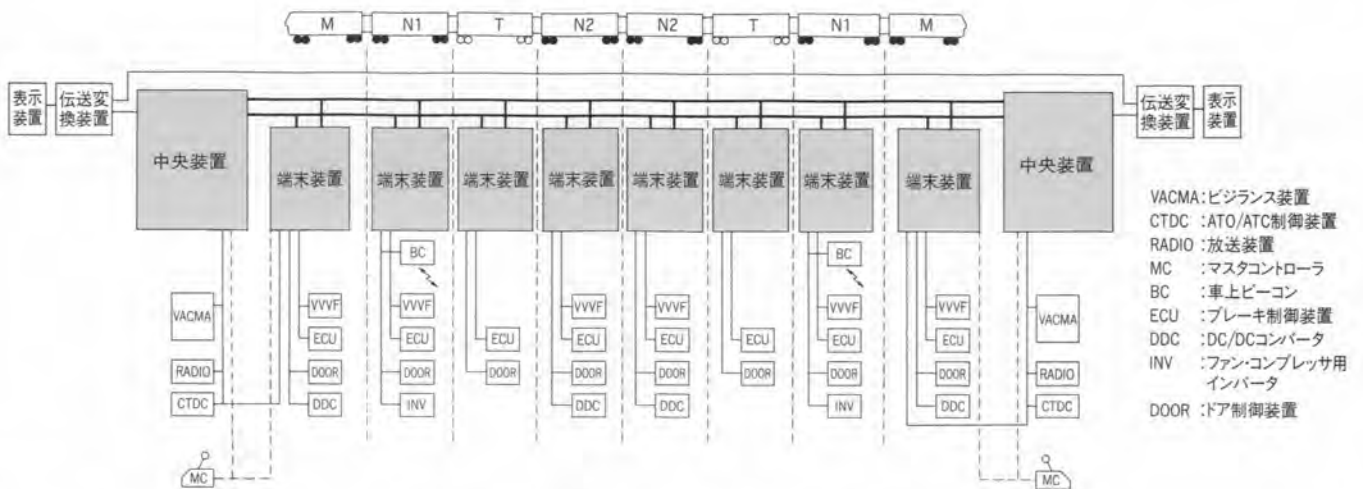 M N1 T N2 N2 T N1 M
表示
装置
伝送変
換装置
中央装置
端末装置
端末装置
端末装置
端末装置
端末装置
端末装置
端末装置
端末装置
中央装置
伝送変
換装置
表示
装置
VACMA
RADIO
CTDC
MC
VVVF
ECU
DOOR
DDC
BC
VVVF
ECU
DOOR
INV
ECU
DOOR
VVVF
ECU
DOOR
DDC
VVVF
ECU
DOOR
DDC
ECU
DOOR
BC
VVVF
ECU
DOOR
INV
VVVF
ECU
DOOR
DDC
VACMA
RADIO
CTDC
MC
VACMA:ビジランス装置
CTDC :ATO/ATC制御装置
RADIO :放送装置
MC :マスタコントローラ
BC :車上ビーコン
ECU :ブレーキ制御装置
DDC :DC/DCコンバータ
INV :ファン・コンプレッサ用
インバータ
DOOR :ドア制御装置